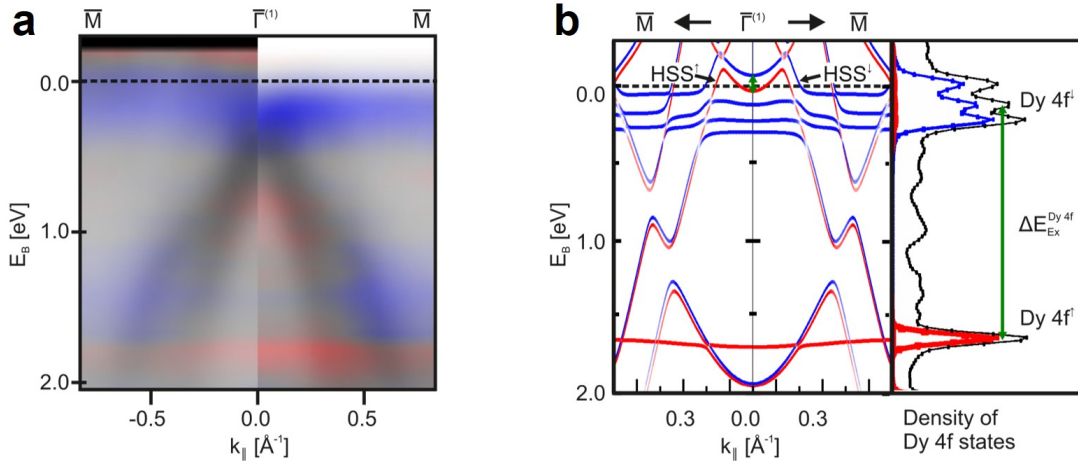 a
M̅ Γ̅⁽¹⁾ M̅
0.0
1.0
2.0
E_B [eV]
-0.5 0.0 0.5
k_∥ [Å⁻¹]
b
M̅ ← Γ̅⁽¹⁾ → M̅
HSS↑ HSS↓
0.0
1.0
2.0
E_B [eV]
0.3 0.0 0.3
k_∥ [Å⁻¹]
Dy 4f↓
ΔE_Ex^Dy 4f
Dy 4f↑
Density of
Dy 4f states